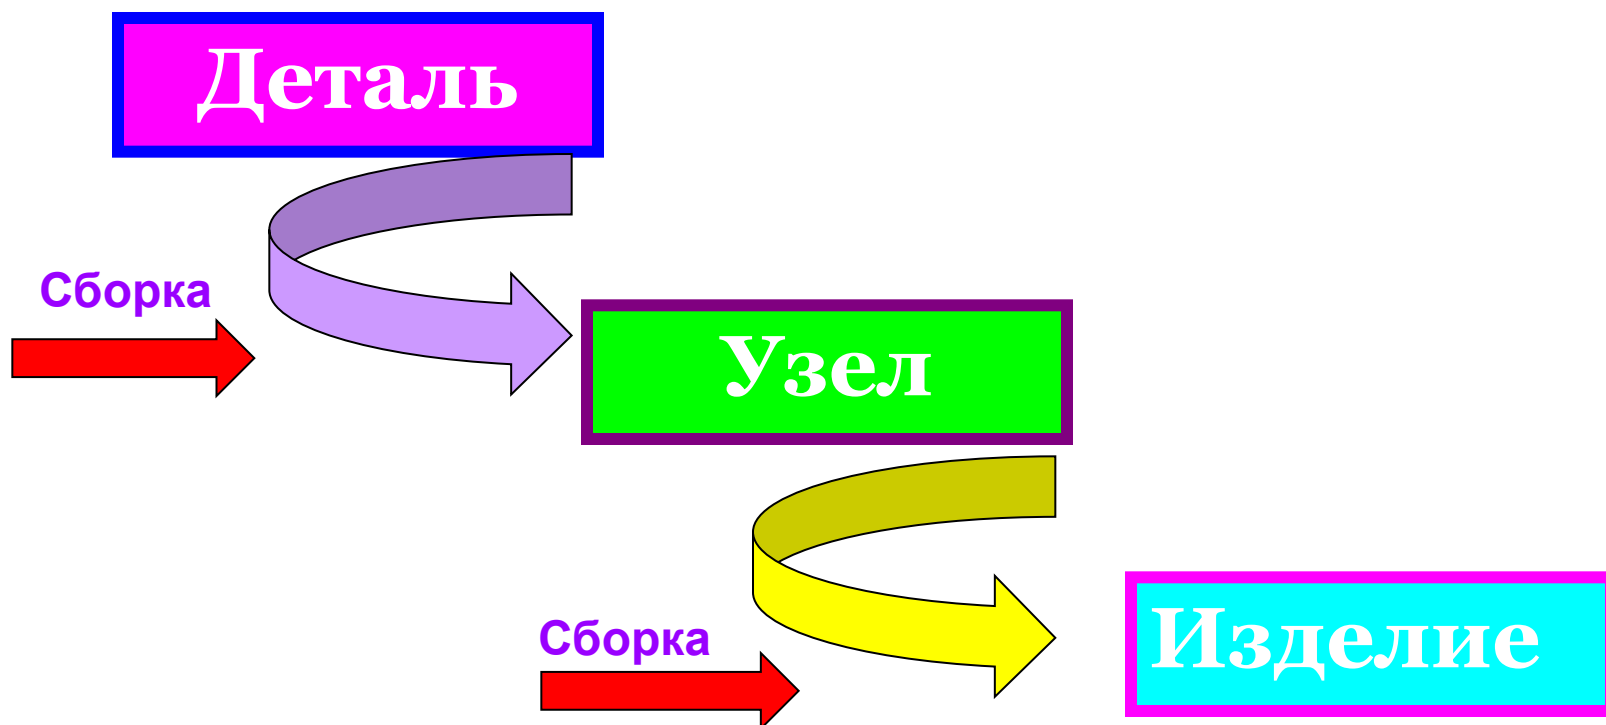 Деталь
Сборка
Узел
Сборка
Изделие